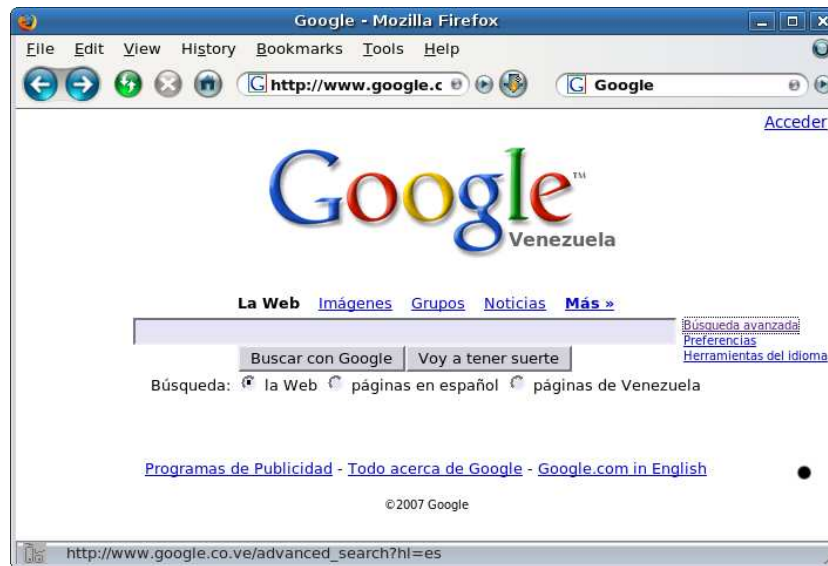 Google - Mozilla Firefox
File Edit View History Bookmarks Tools Help
http://www.google.c Google
Acceder
Google™
Venezuela
La Web Imágenes Grupos Noticias Más »
Búsqueda avanzada
Preferencias
Herramientas del idioma
Buscar con Google Voy a tener suerte
Búsqueda: la Web páginas en español páginas de Venezuela
Programas de Publicidad - Todo acerca de Google - Google.com in English
©2007 Google
http://www.google.co.ve/advanced_search?hl=es